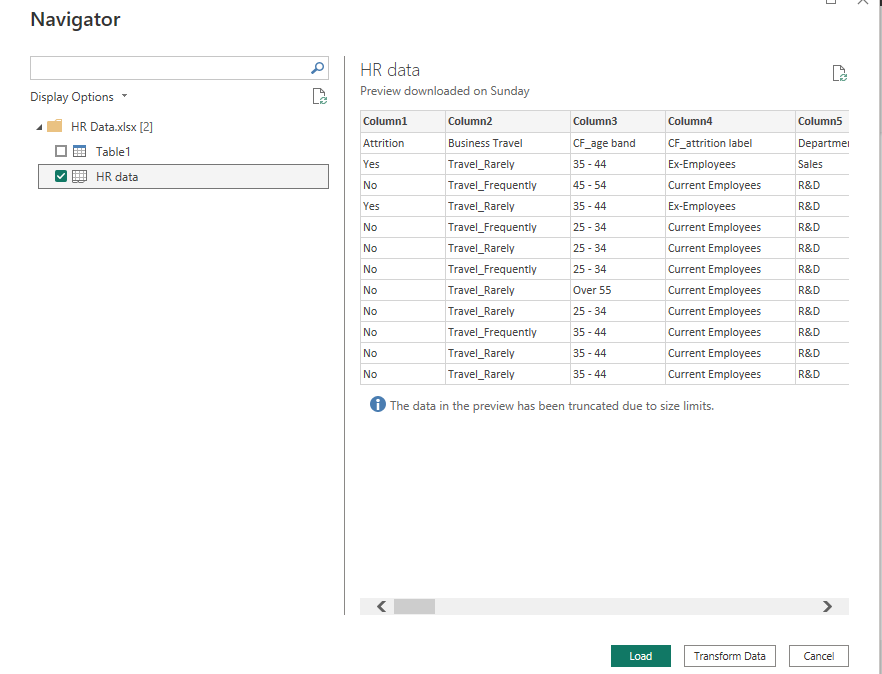 Navigator
Display Options
HR Data.xlsx [2]
Table1
HR data
HR data
Preview downloaded on Sunday
Column1 Column2 Column3 Column4 Column5
Attrition Business Travel CF_age band CF_attrition label Departmen
Yes Travel_Rarely 35 - 44 Ex-Employees Sales
No Travel_Frequently 45 - 54 Current Employees R&D
Yes Travel_Rarely 35 - 44 Ex-Employees R&D
No Travel_Frequently 25 - 34 Current Employees R&D
No Travel_Rarely 25 - 34 Current Employees R&D
No Travel_Frequently 25 - 34 Current Employees R&D
No Travel_Rarely Over 55 Current Employees R&D
No Travel_Rarely 25 - 34 Current Employees R&D
No Travel_Frequently 35 - 44 Current Employees R&D
No Travel_Rarely 35 - 44 Current Employees R&D
No Travel_Rarely 35 - 44 Current Employees R&D
The data in the preview has been truncated due to size limits.
Load Transform Data Cancel